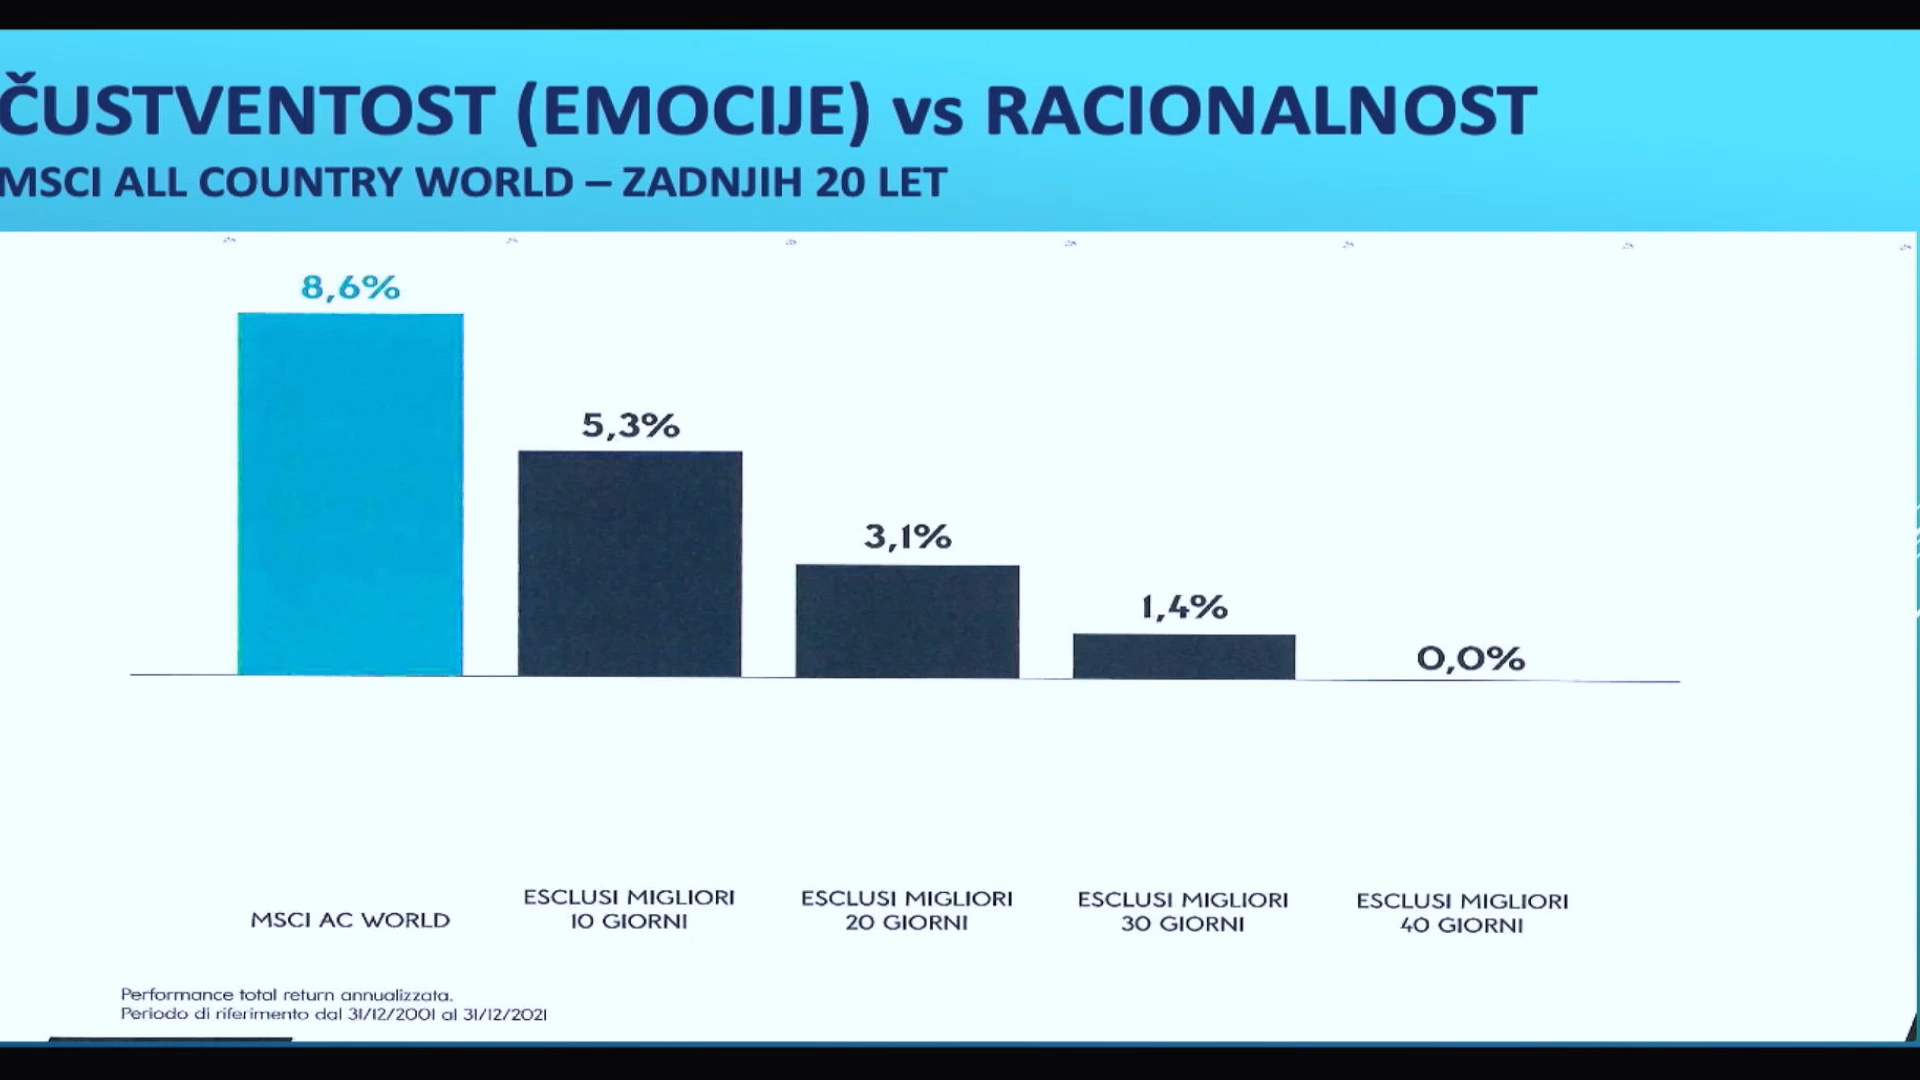 ČUSTVENTOST (EMOCIJE) vs RACIONALNOST
MSCI ALL COUNTRY WORLD – ZADNJIH 20 LET
8,6%
5,3%
3,1%
1,4%
0,0%
MSCI AC WORLD
ESCLUSI MIGLIORI
10 GIORNI
ESCLUSI MIGLIORI
20 GIORNI
ESCLUSI MIGLIORI
30 GIORNI
ESCLUSI MIGLIORI
40 GIORNI
Performance total return annualizzata.
Periodo di riferimento dal 31/12/2001 al 31/12/2021